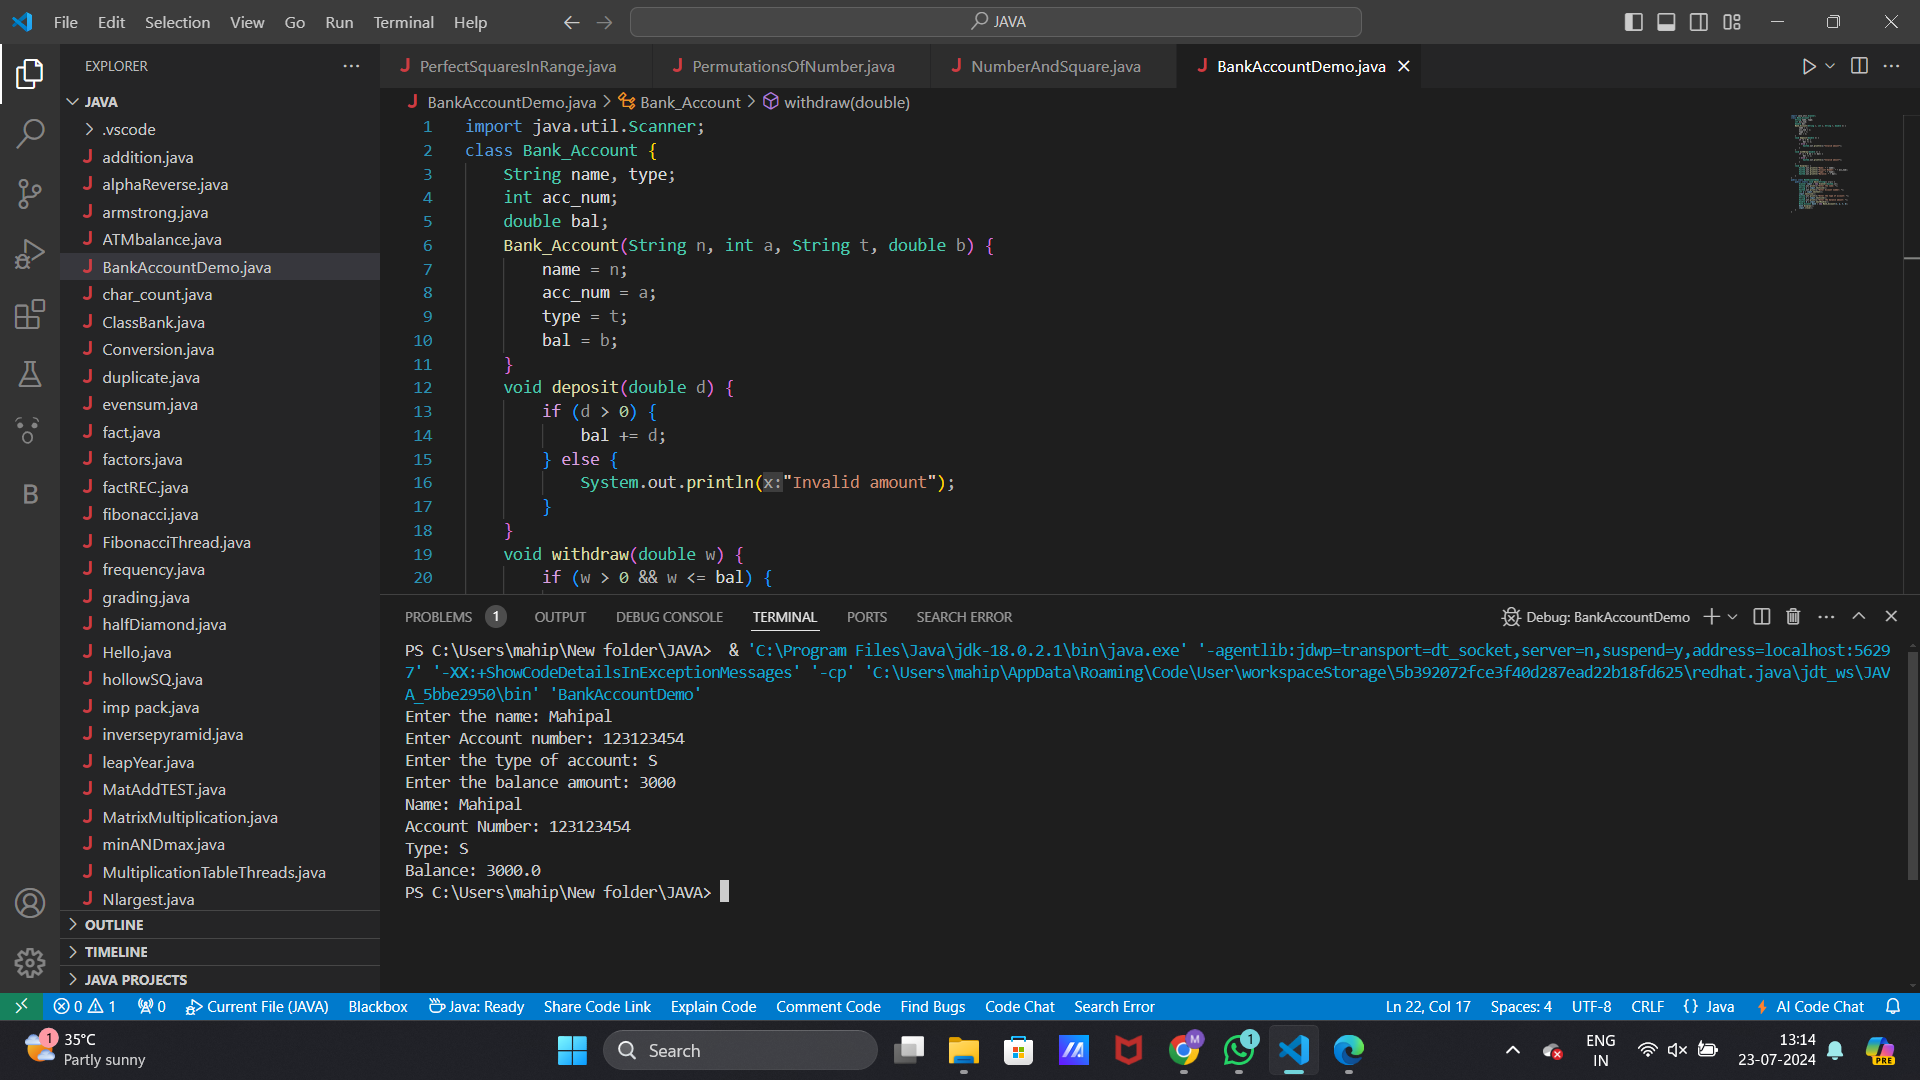 File Edit Selection View Go Run Terminal Help
JAVA
EXPLORER
PerfectSquaresInRange.java
PermutationsOfNumber.java
NumberAndSquare.java
BankAccountDemo.java
JAVA
.vscode
addition.java
alphaReverse.java
armstrong.java
ATMbalance.java
BankAccountDemo.java
char_count.java
ClassBank.java
Conversion.java
duplicate.java
evensum.java
fact.java
factors.java
factREC.java
fibonacci.java
FibonacciThread.java
frequency.java
grading.java
halfDiamond.java
Hello.java
hollowSQ.java
imp pack.java
inversepyramid.java
leapYear.java
MatAddTEST.java
MatrixMultiplication.java
minANDmax.java
MultiplicationTableThreads.java
Nlargest.java
OUTLINE
TIMELINE
JAVA PROJECTS
BankAccountDemo.java > Bank_Account > withdraw(double)
1 import java.util.Scanner;
2 class Bank_Account {
3 String name, type;
4 int acc_num;
5 double bal;
6 Bank_Account(String n, int a, String t, double b) {
7 name = n;
8 acc_num = a;
9 type = t;
10 bal = b;
11 }
12 void deposit(double d) {
13 if (d > 0) {
14 bal += d;
15 } else {
16 System.out.println(x:"Invalid amount");
17 }
18 }
19 void withdraw(double w) {
20 if (w > 0 && w <= bal) {
PROBLEMS 1 OUTPUT DEBUG CONSOLE TERMINAL PORTS SEARCH ERROR
Debug: BankAccountDemo
PS C:\Users\mahip\New folder\JAVA>  & 'C:\Program Files\Java\jdk-18.0.2.1\bin\java.exe' '-agentlib:jdwp=transport=dt_socket,server=n,suspend=y,address=localhost:5629
7' '-XX:+ShowCodeDetailsInExceptionMessages' '-cp' 'C:\Users\mahip\AppData\Roaming\Code\User\workspaceStorage\5b392072fce3f40d287ead22b18fd625\redhat.java\jdt_ws\JAV
A_5bbe2950\bin' 'BankAccountDemo'
Enter the name: Mahipal
Enter Account number: 123123454
Enter the type of account: S
Enter the balance amount: 3000
Name: Mahipal
Account Number: 123123454
Type: S
Balance: 3000.0
PS C:\Users\mahip\New folder\JAVA>
0 1 0 Current File (JAVA) Blackbox Java: Ready Share Code Link Explain Code Comment Code Find Bugs Code Chat Search Error
Ln 22, Col 17 Spaces: 4 UTF-8 CRLF {} Java AI Code Chat
1
35°C
Partly sunny
Search
M
1
ENG
IN
13:14
23-07-2024
PRE